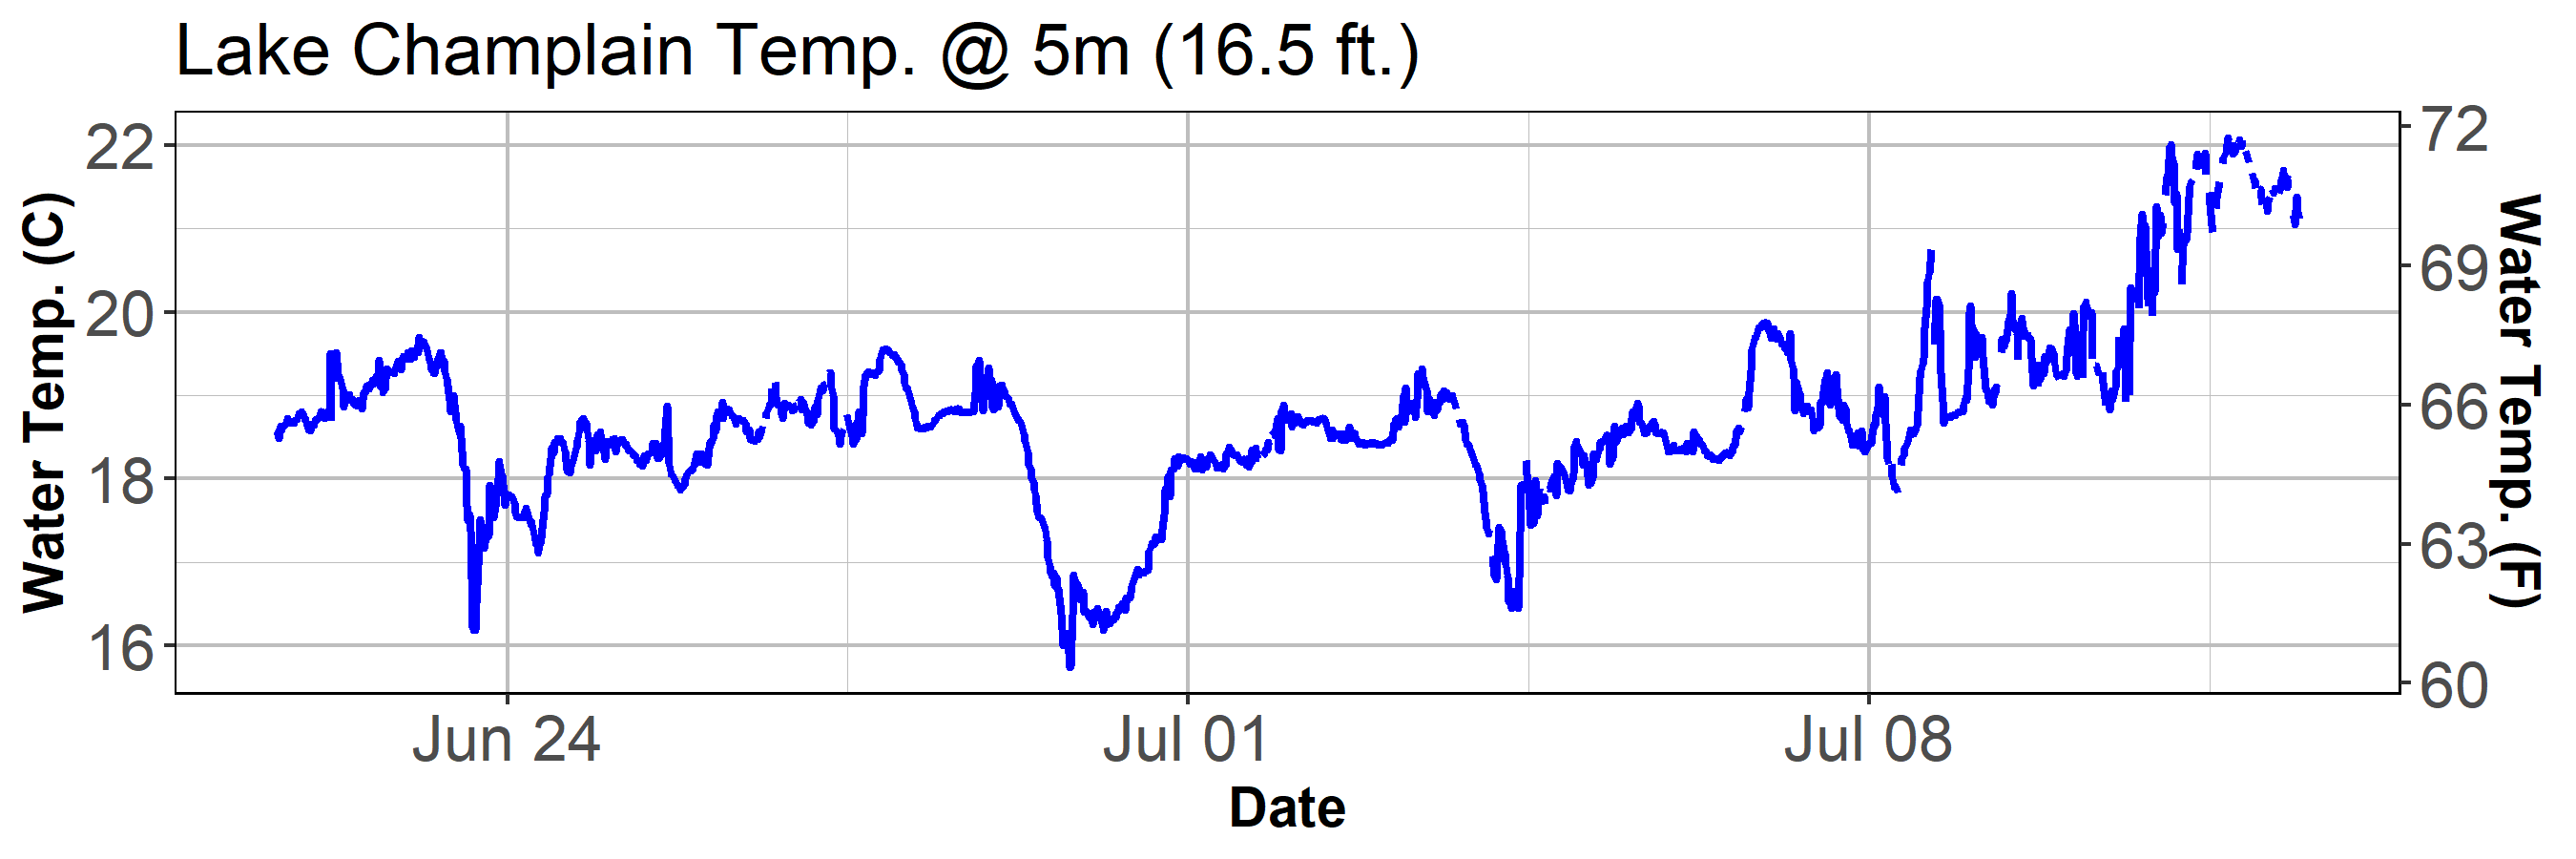 Lake Champlain Temp. @ 5m (16.5 ft.)
Water Temp. (C)
22
20
18
16
72
69
66
63
60
Water Temp. (F)
Jun 24
Jul 01
Jul 08
Date